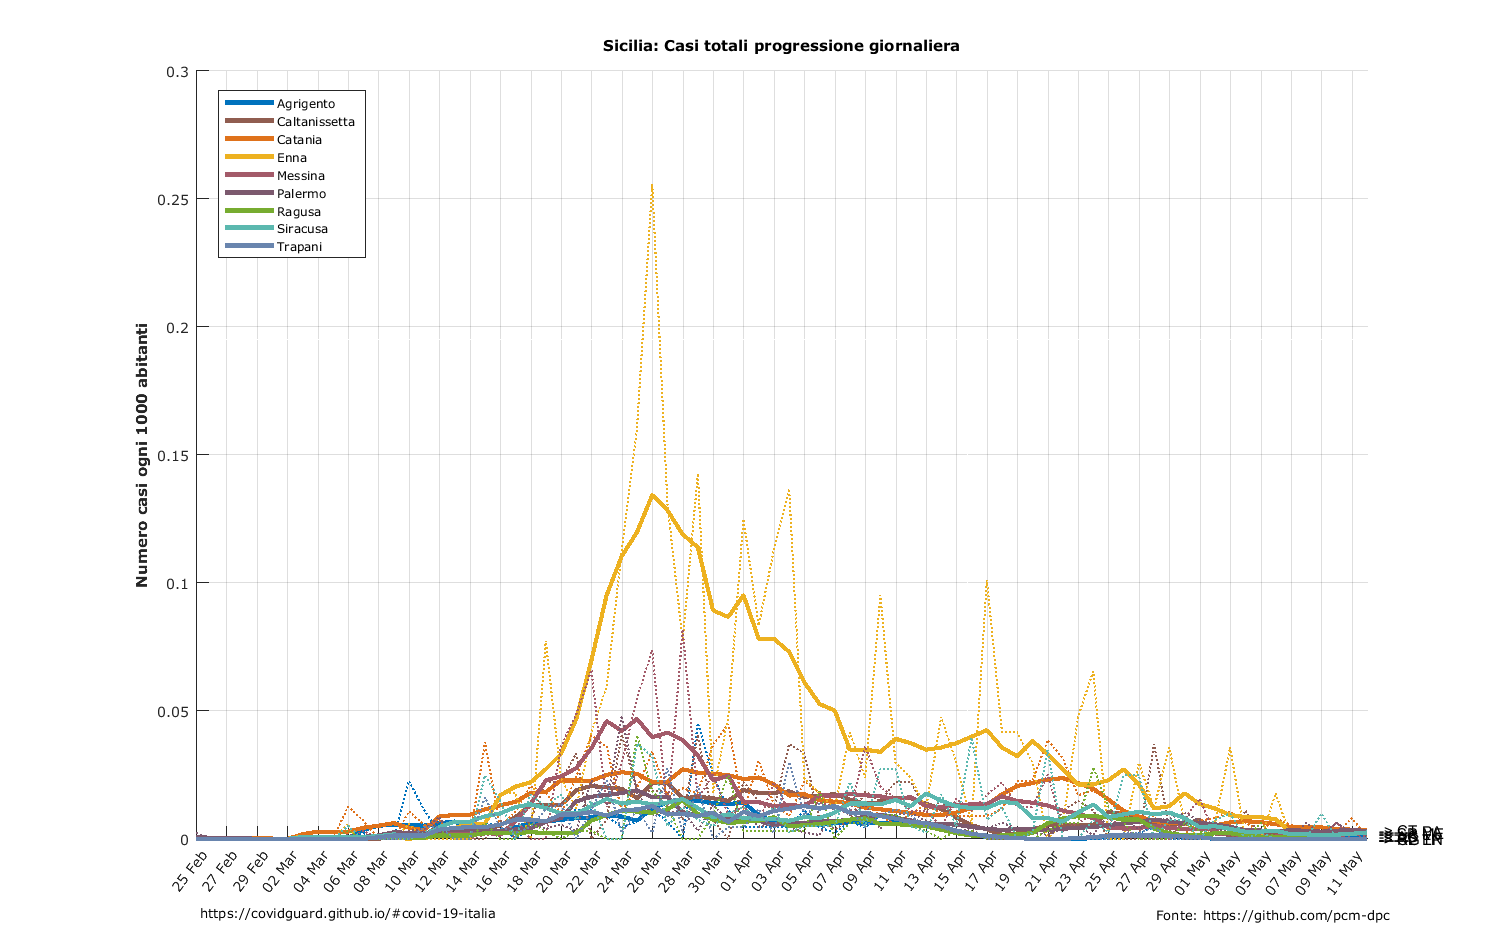 Sicilia: Casi totali progressione giornaliera
Numero casi ogni 1000 abitanti
0.3
0.25
0.2
0.15
0.1
0.05
0
Agrigento
Caltanissetta
Catania
Enna
Messina
Palermo
Ragusa
Siracusa
Trapani
25 Feb
27 Feb
29 Feb
02 Mar
04 Mar
06 Mar
08 Mar
10 Mar
12 Mar
14 Mar
16 Mar
18 Mar
20 Mar
22 Mar
24 Mar
26 Mar
28 Mar
30 Mar
01 Apr
03 Apr
05 Apr
07 Apr
09 Apr
11 Apr
13 Apr
15 Apr
17 Apr
19 Apr
21 Apr
23 Apr
25 Apr
27 Apr
29 Apr
01 May
03 May
05 May
07 May
09 May
11 May
CT
PA
https://covidguard.github.io/#covid-19-italia
Fonte: https://github.com/pcm-dpc